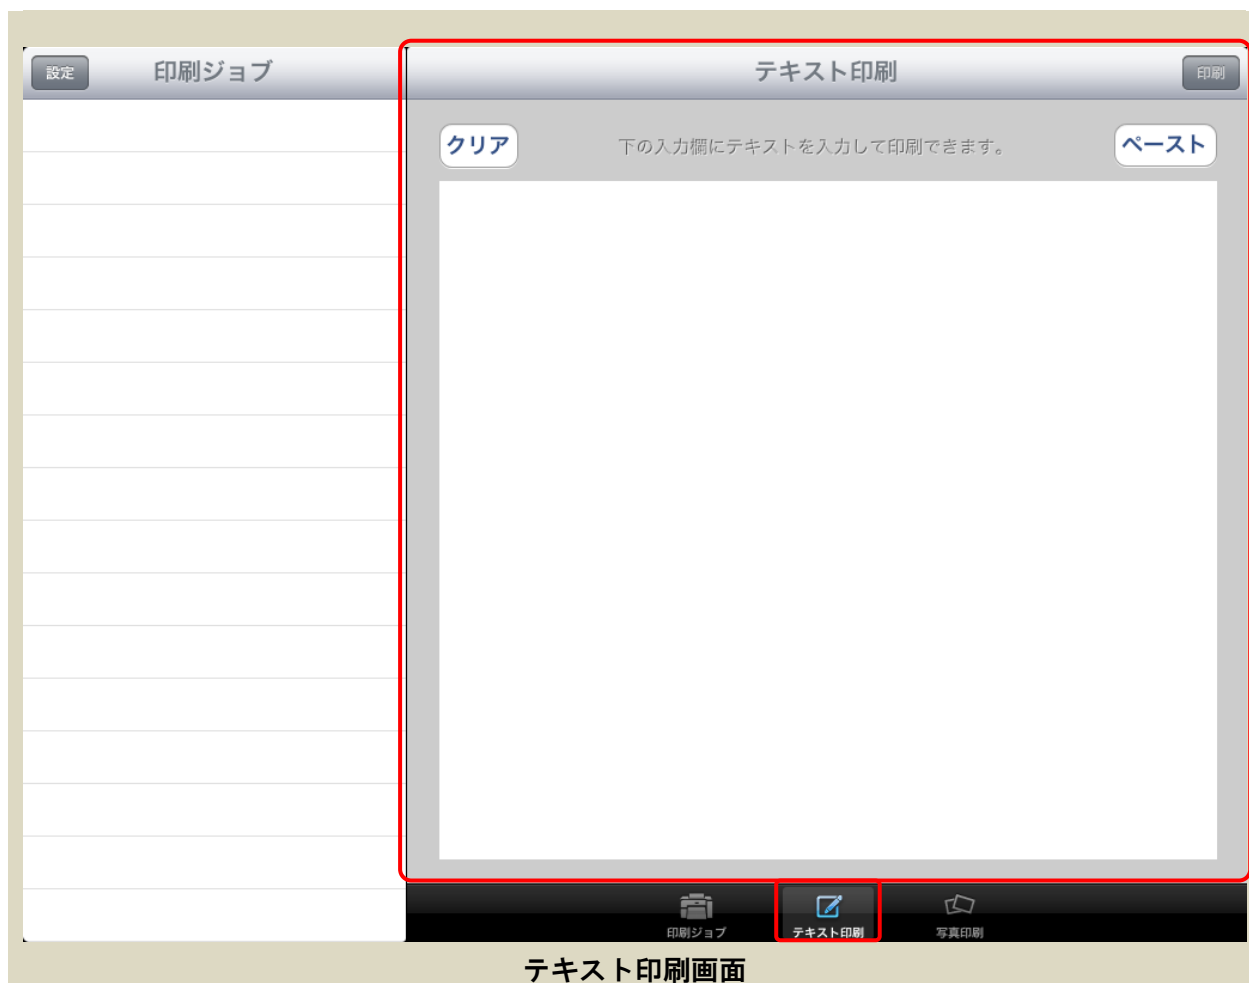 設定
印刷ジョブ
テキスト印刷
印刷
クリア
下の入力欄にテキストを入力して印刷できます。
ペースト
印刷ジョブ
テキスト印刷
写真印刷
テキスト印刷画面